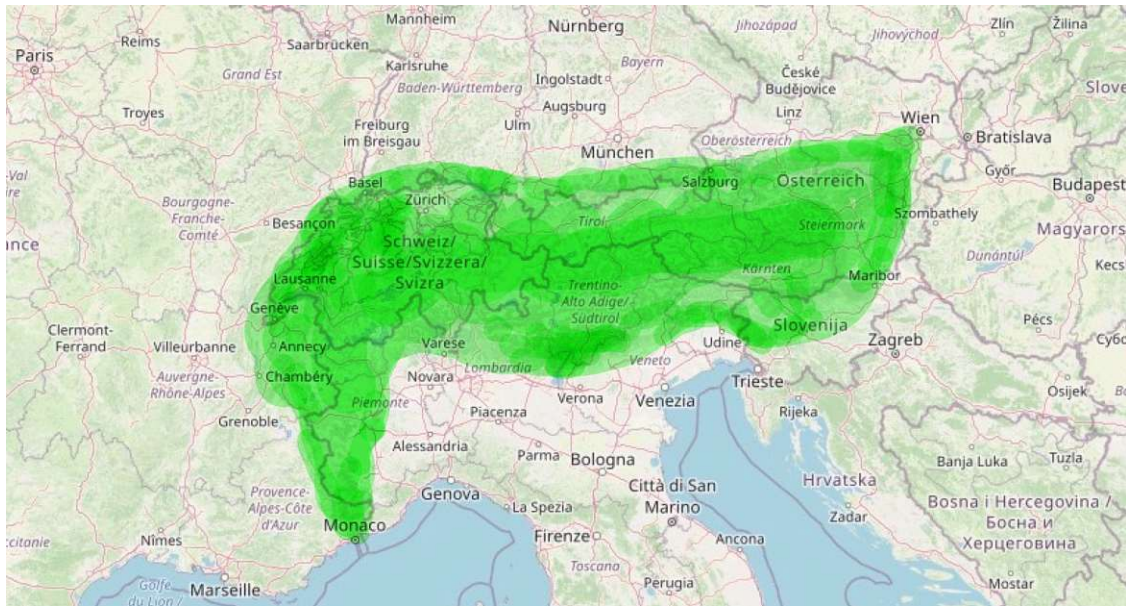 Mannheim
Nürnberg
Jihozápad
Jihovýchod
Zlín
Žilina
Reims
Saarbrücken
Paris
Karlsruhe
Bayern
Grand Est
Baden-Württemberg
Ingolstadt
České
Budějovice
Augsburg
Linz
Troyes
Freiburg
im Breisgau
Ulm
München
Oberösterreich
Wien
Bratislava
Basel
Salzburg
Österreich
Győr
Budapest
Bourgogne-
Franche-
Comté
Besançon
Zürich
Tirol
Steiermark
Szombathely
Magyarors
Schweiz/
Suisse/Svizzera/
Svizra
Lausanne
Dunántúl
Kecs
Kärnten
Maribor
Trentino-
Alto Adige/
Südtirol
Genève
Clermont-
Ferrand
Villeurbanne
Annecy
Varese
Udine
Slovenija
Zagreb
Pécs
Auvergne-
Rhône-Alpes
Chambéry
Novara
Lombardia
Veneto
Trieste
Osijek
Verona
Venezia
Rijeka
Grenoble
Piemonte
Piacenza
Alessandria
Parma
Bologna
Banja Luka
Tuzla
Genova
Città di San
Marino
Hrvatska
Provence-
Alpes-Côte
d'Azur
La Spezia
Zadar
Bosna i Hercegovina /
Босна и
Херцеговина
Monaco
Nîmes
Firenze
Ancona
Toscana
Marseille
Golfe
du Lion /
Perugia
Mostar